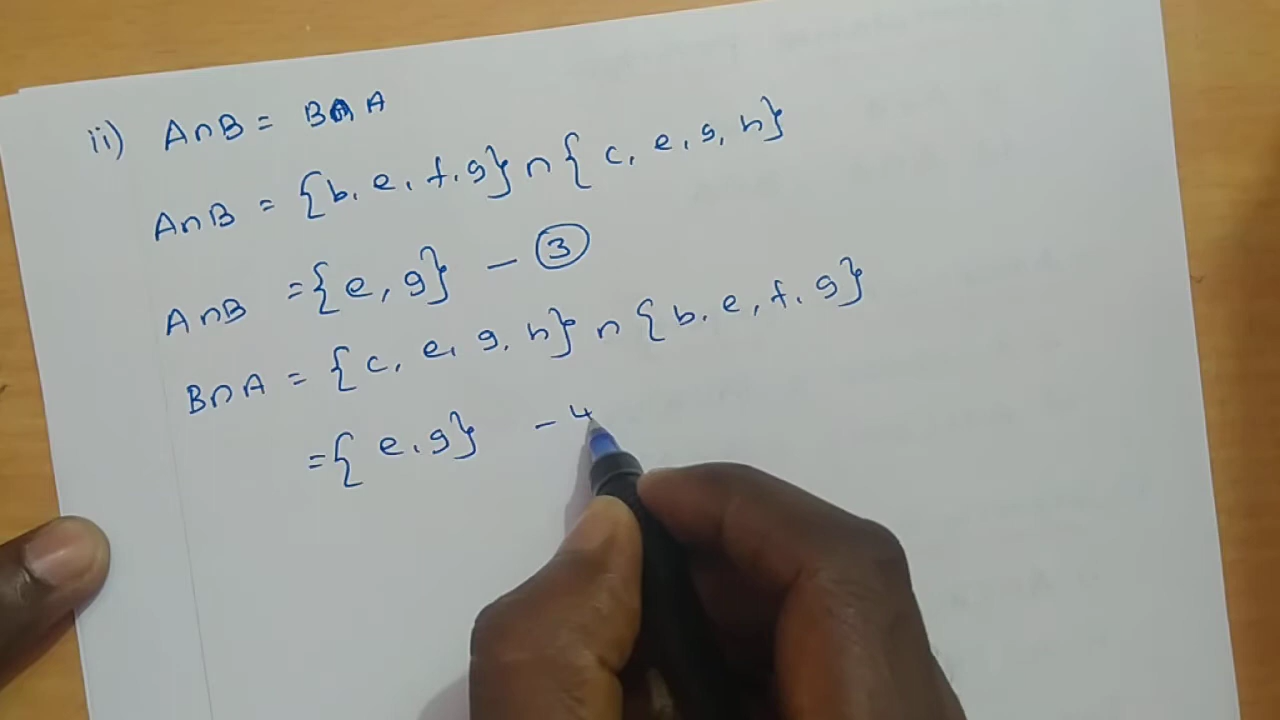 ii) A∩B = B∩A
A∩B = {b, e, f, g} ∩ {c, e, g, h}
A∩B = {e, g} - ③
B∩A = {c, e, g, h} ∩ {b, e, f, g}
= {e, g} - 4